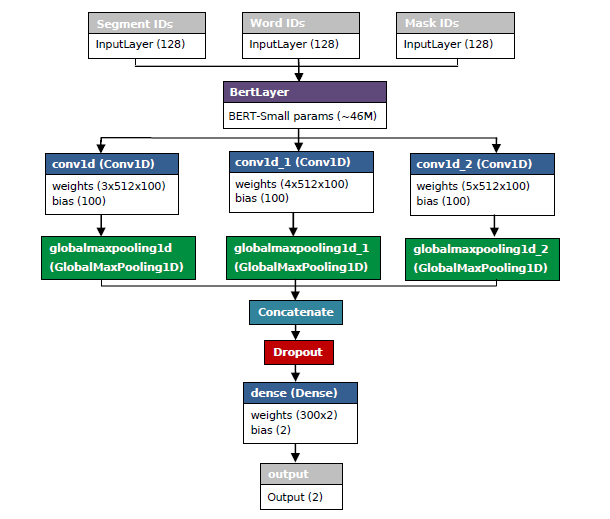 Segment IDs
InputLayer (128)
Word IDs
InputLayer (128)
Mask IDs
InputLayer (128)
BertLayer
BERT-Small params (~46M)
conv1d (Conv1D)
weights (3x512x100)
bias (100)
conv1d_1 (Conv1D)
weights (4x512x100)
bias (100)
conv1d_2 (Conv1D)
weights (5x512x100)
bias (100)
globalmaxpooling1d
(GlobalMaxPooling1D)
globalmaxpooling1d_1
(GlobalMaxPooling1D)
globalmaxpooling1d_2
(GlobalMaxPooling1D)
Concatenate
Dropout
dense (Dense)
weights (300x2)
bias (2)
output
Output (2)